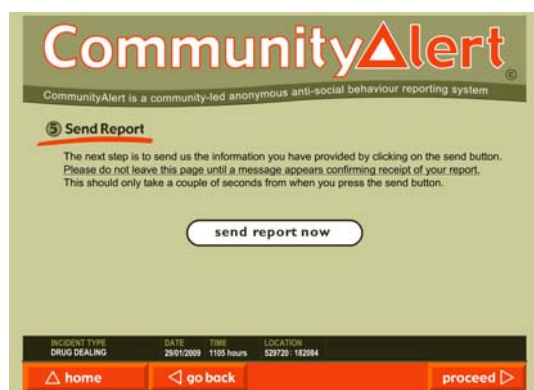 CommunityAlert
©
CommunityAlert is a community-led anonymous anti-social behaviour reporting system
5 Send Report
The next step is to send us the information you have provided by clicking on the send button.
Please do not leave this page until a message appears confirming receipt of your report.
This should only take a couple of seconds from when you press the send button.
send report now
INCIDENT TYPE DATE TIME LOCATION
DRUG DEALING 29/01/2009 1105 hours 529720 : 182084
home go back proceed